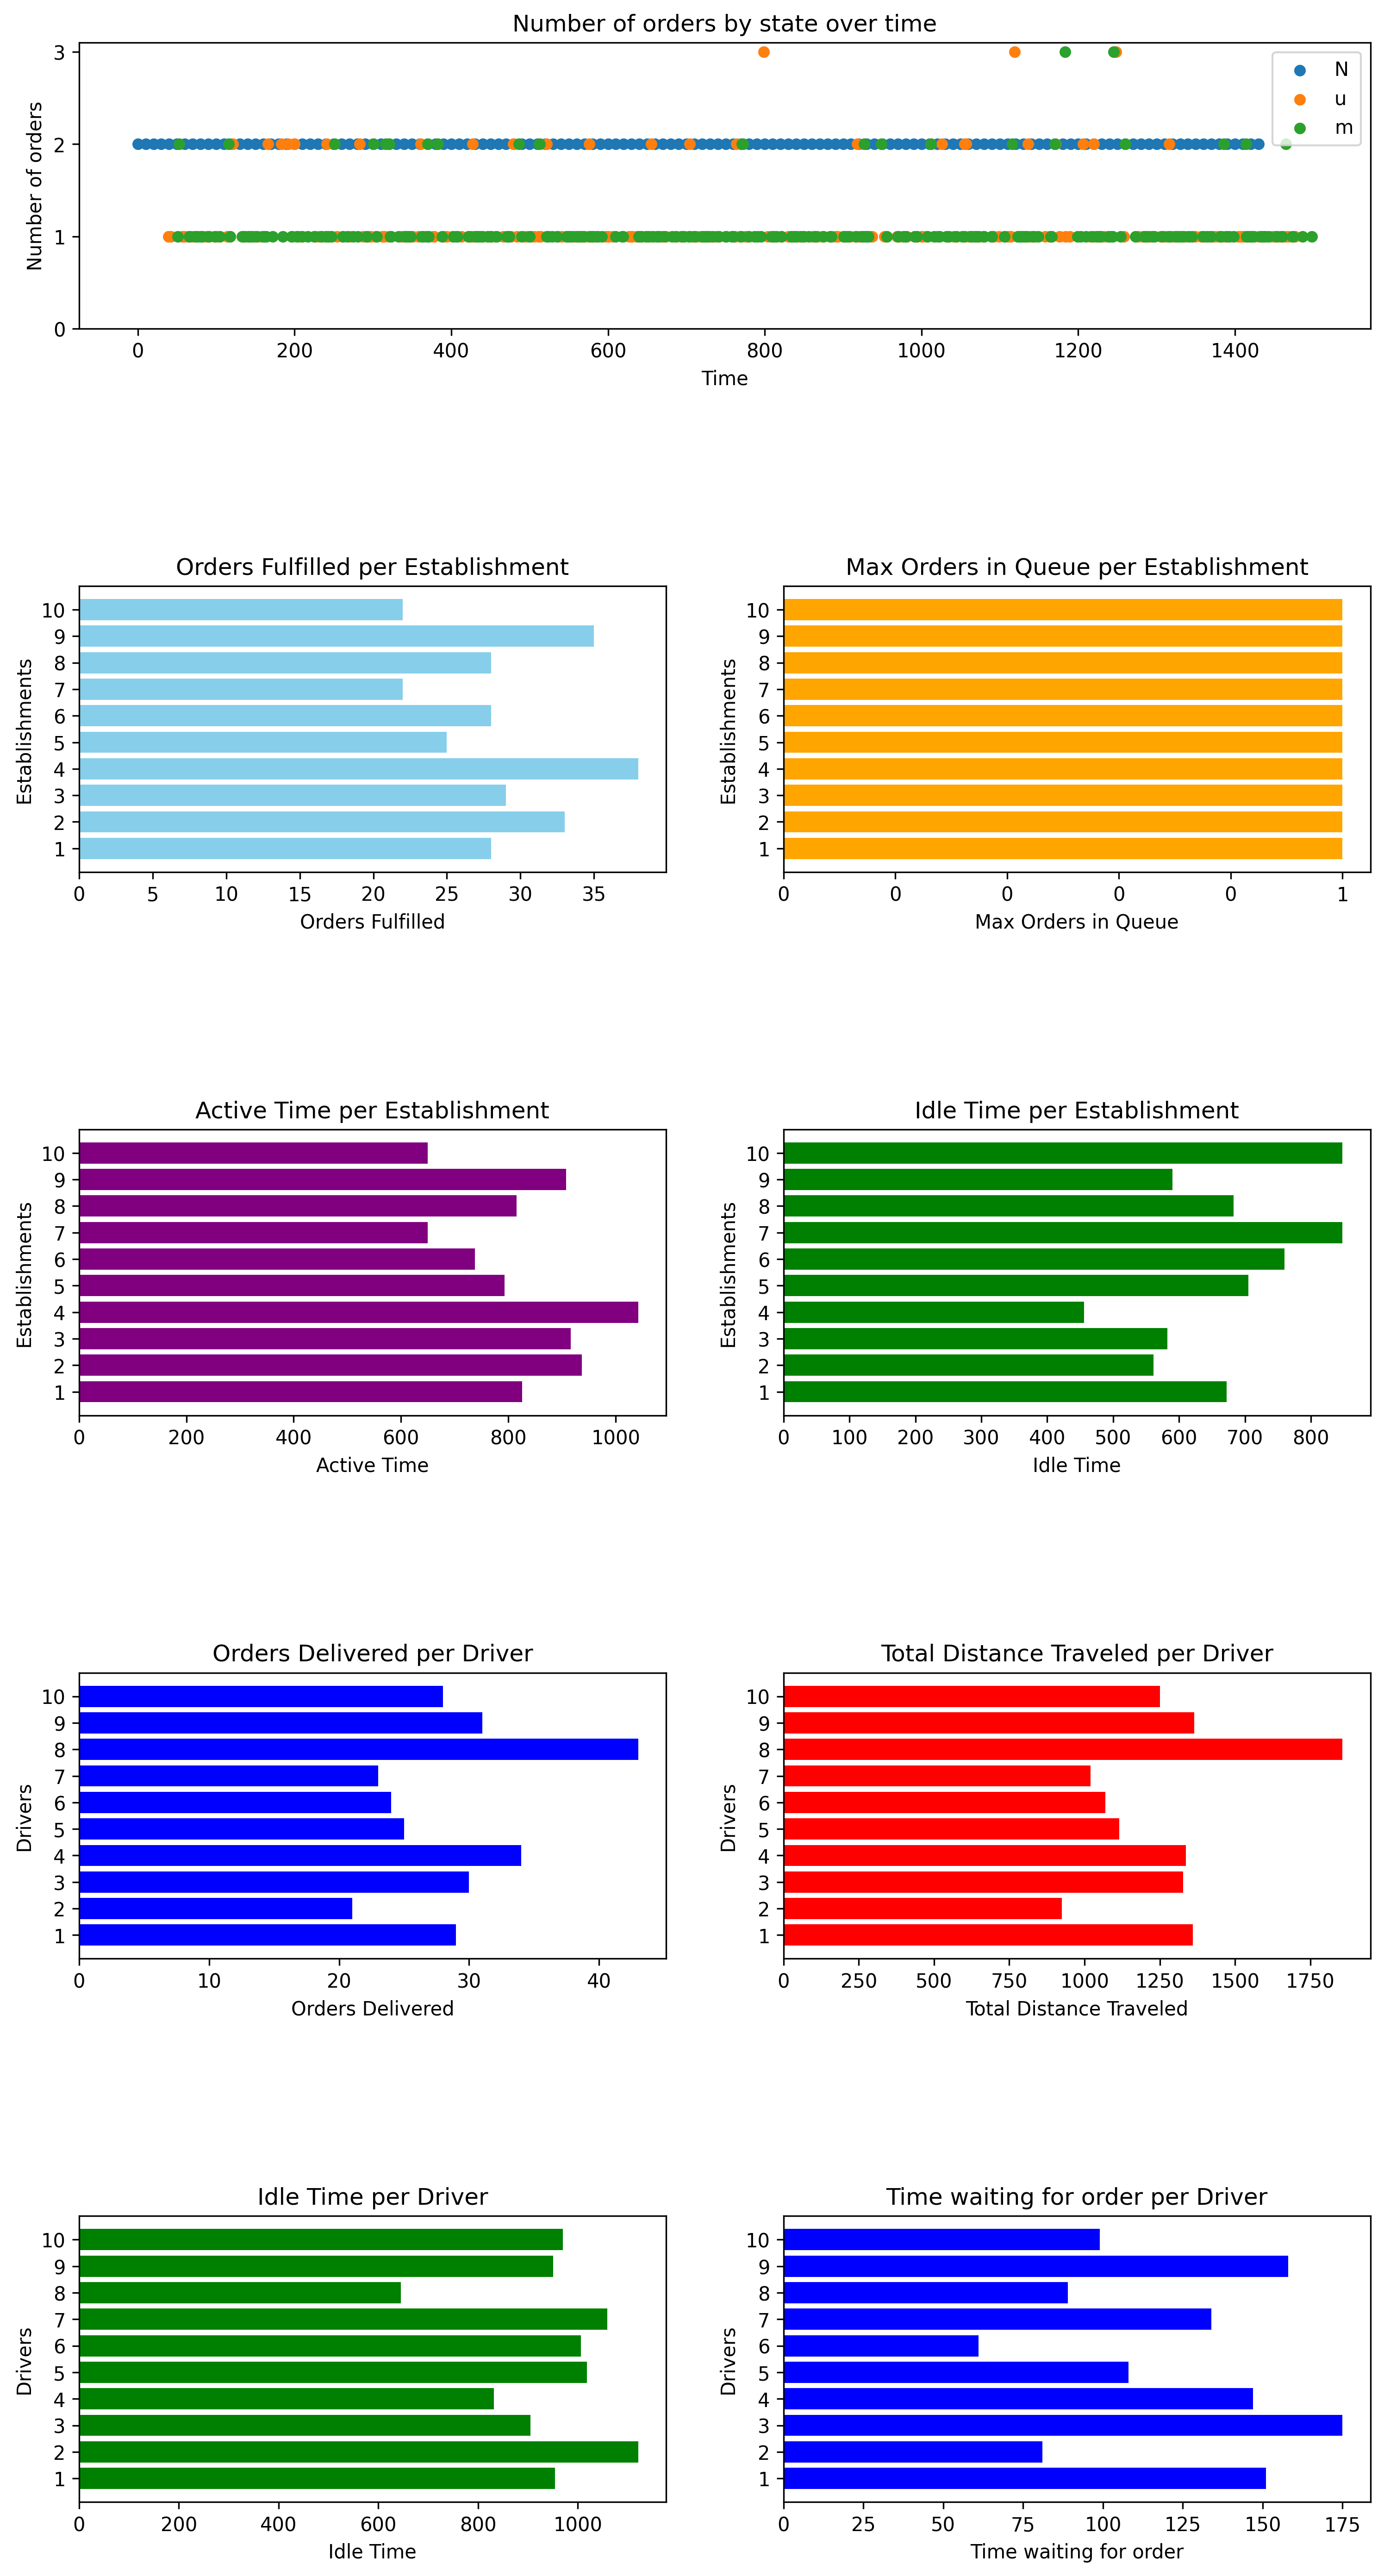 Number of orders by state over time
Number of orders
3
2
1
0
N
u
m
0 200 400 600 800 1000 1200 1400
Time
Orders Fulfilled per Establishment
Establishments
10
9
8
7
6
5
4
3
2
1
0 5 10 15 20 25 30 35
Orders Fulfilled
Max Orders in Queue per Establishment
Establishments
10
9
8
7
6
5
4
3
2
1
0 0 0 0 0 1
Max Orders in Queue
Active Time per Establishment
Establishments
10
9
8
7
6
5
4
3
2
1
0 200 400 600 800 1000
Active Time
Idle Time per Establishment
Establishments
10
9
8
7
6
5
4
3
2
1
0 100 200 300 400 500 600 700 800
Idle Time
Orders Delivered per Driver
Drivers
10
9
8
7
6
5
4
3
2
1
0 10 20 30 40
Orders Delivered
Total Distance Traveled per Driver
Drivers
10
9
8
7
6
5
4
3
2
1
0 250 500 750 1000 1250 1500 1750
Total Distance Traveled
Idle Time per Driver
Drivers
10
9
8
7
6
5
4
3
2
1
0 200 400 600 800 1000
Idle Time
Time waiting for order per Driver
Drivers
10
9
8
7
6
5
4
3
2
1
0 25 50 75 100 125 150 175
Time waiting for order